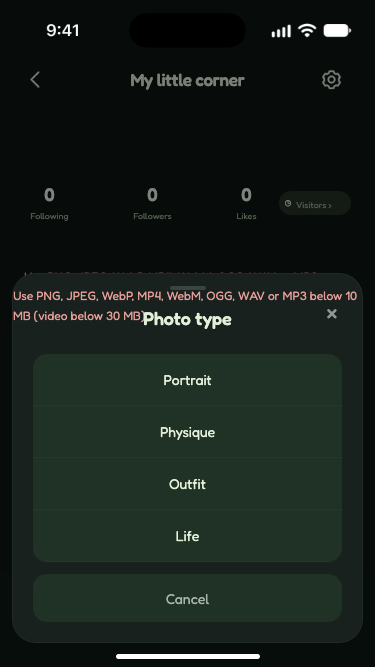 9:41
My little corner
0
0
0
Following
Followers
Likes
Visitors ›
Use PNG, JPEG, WebP, MP4, WebM, OGG, WAV or MP3 below 10
MB (video below 30 MB)
Photo type
Portrait
Physique
Outfit
Life
Cancel